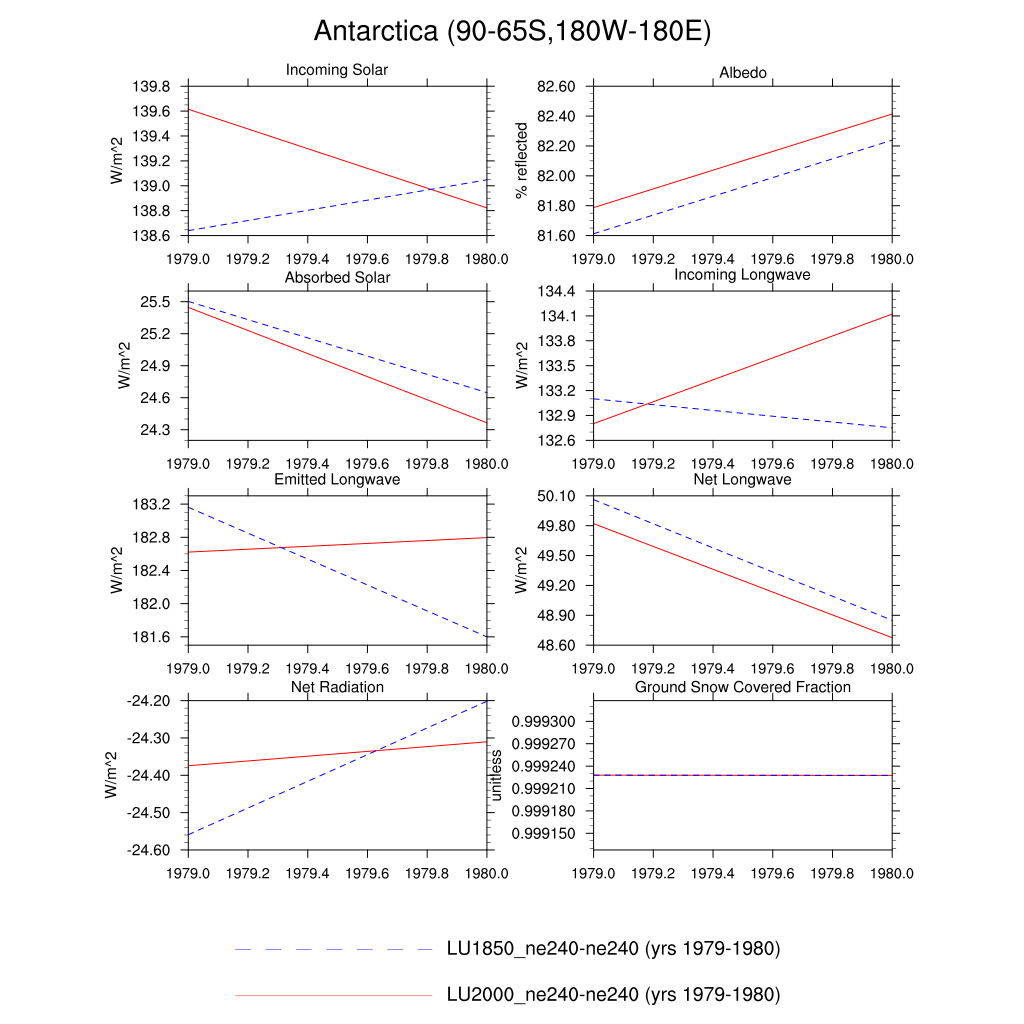 Antarctica (90-65S,180W-180E)
Incoming Solar
W/m^2
139.8
139.6
139.4
139.2
139.0
138.8
138.6
1979.0 1979.2 1979.4 1979.6 1979.8 1980.0
Albedo
% reflected
82.60
82.40
82.20
82.00
81.80
81.60
1979.0 1979.2 1979.4 1979.6 1979.8 1980.0
Absorbed Solar
W/m^2
25.5
25.2
24.9
24.6
24.3
1979.0 1979.2 1979.4 1979.6 1979.8 1980.0
Incoming Longwave
W/m^2
134.4
134.1
133.8
133.5
133.2
132.9
132.6
1979.0 1979.2 1979.4 1979.6 1979.8 1980.0
Emitted Longwave
W/m^2
183.2
182.8
182.4
182.0
181.6
1979.0 1979.2 1979.4 1979.6 1979.8 1980.0
Net Longwave
W/m^2
50.10
49.80
49.50
49.20
48.90
48.60
1979.0 1979.2 1979.4 1979.6 1979.8 1980.0
Net Radiation
W/m^2
-24.20
-24.30
-24.40
-24.50
-24.60
1979.0 1979.2 1979.4 1979.6 1979.8 1980.0
Ground Snow Covered Fraction
unitless
0.999300
0.999270
0.999240
0.999210
0.999180
0.999150
1979.0 1979.2 1979.4 1979.6 1979.8 1980.0
LU1850_ne240-ne240 (yrs 1979-1980)
LU2000_ne240-ne240 (yrs 1979-1980)